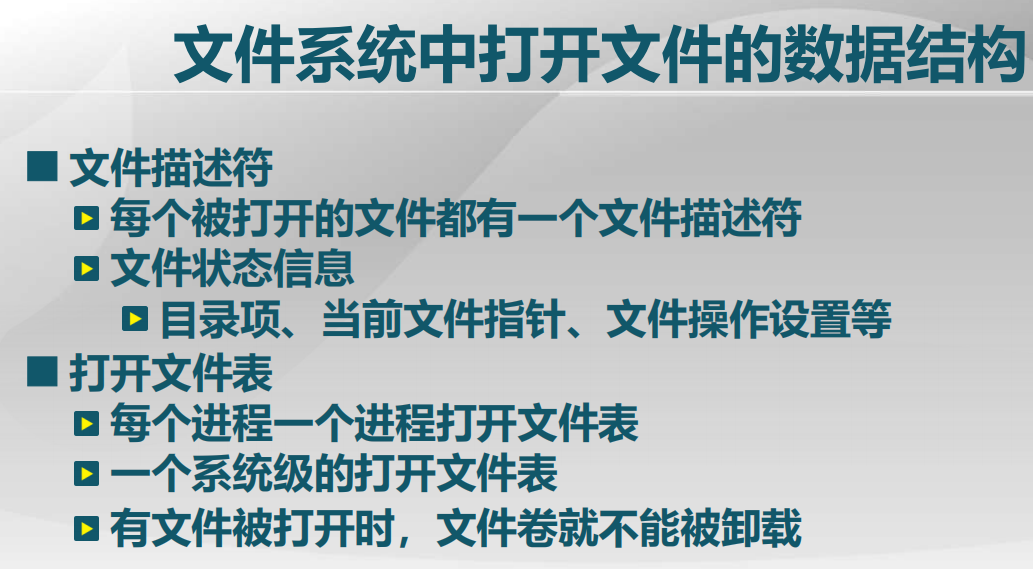 文件系统中打开文件的数据结构
文件描述符
每个被打开的文件都有一个文件描述符
文件状态信息
目录项、当前文件指针、文件操作设置等
打开文件表
每个进程一个进程打开文件表
一个系统级的打开文件表
有文件被打开时，文件卷就不能被卸载